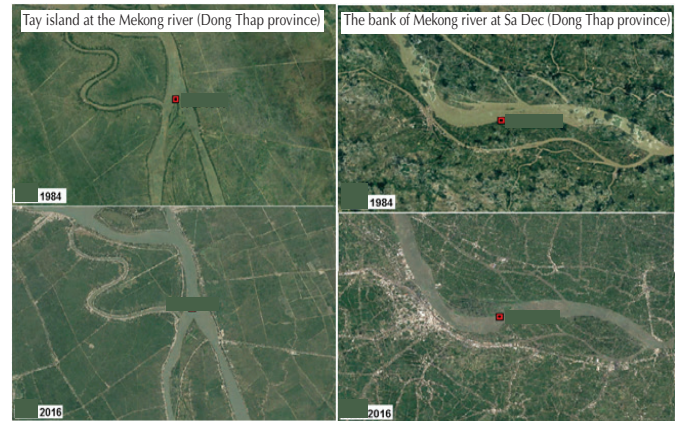 Tay island at the Mekong river (Dong Thap province)
The bank of Mekong river at Sa Dec (Dong Thap province)
1984
1984
2016
2016